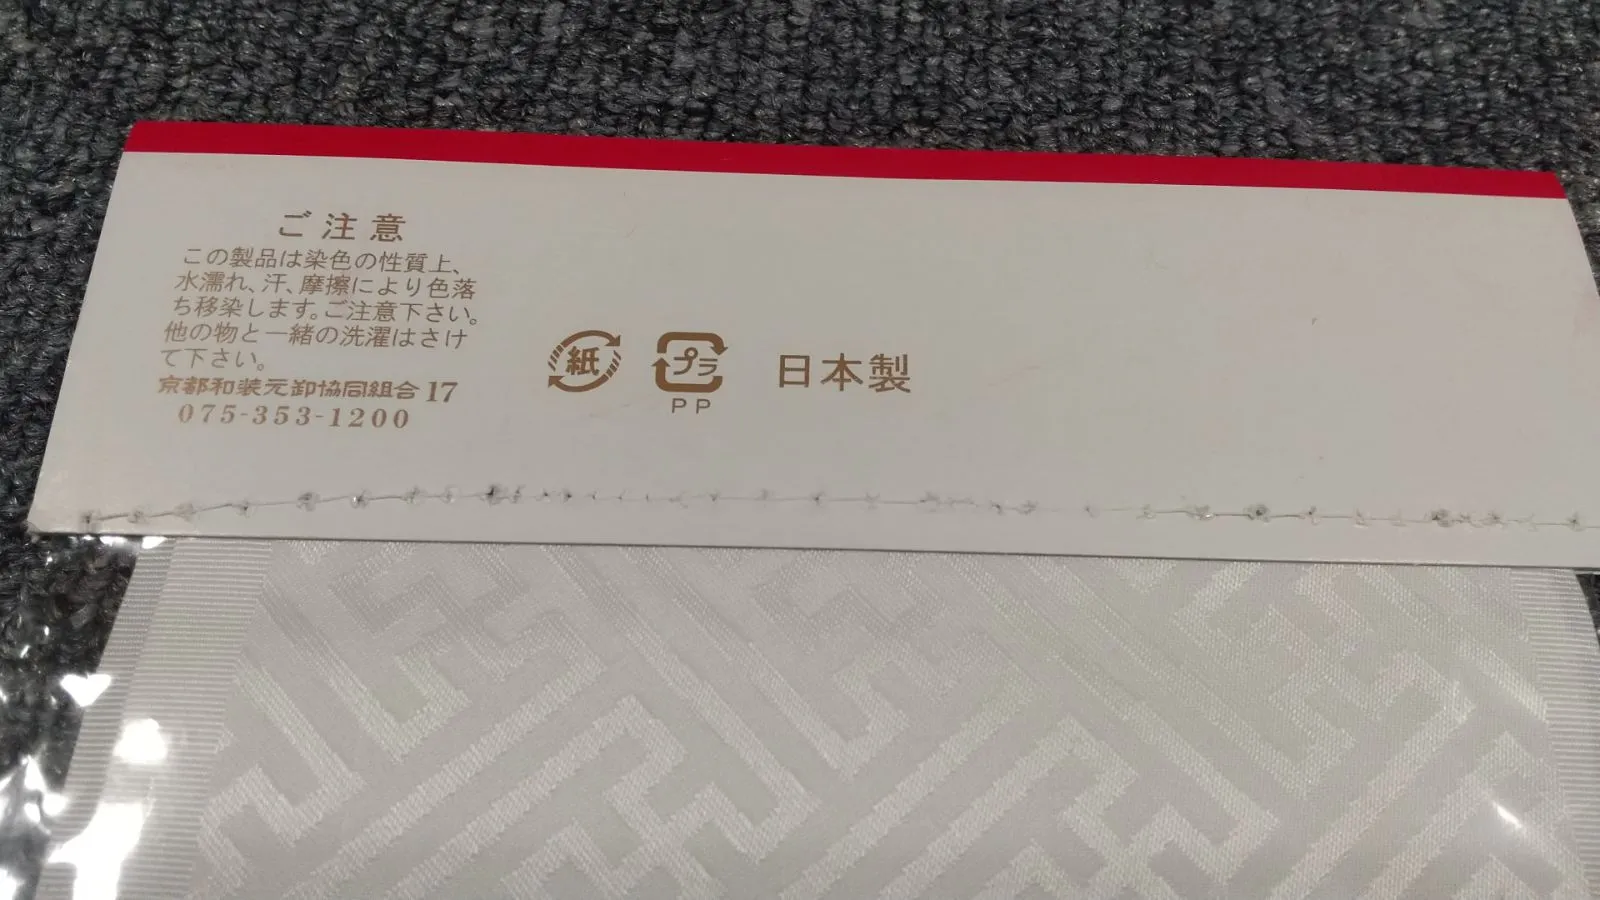 ご注意
この製品は染色の性質上、
水濡れ、汗、摩擦により色落
ち移染します。ご注意下さい。
他の物と一緒の洗濯はさけ
て下さい。
京都和装元卸協同組合 17
075-353-1200
紙
プラ
PP
日本製